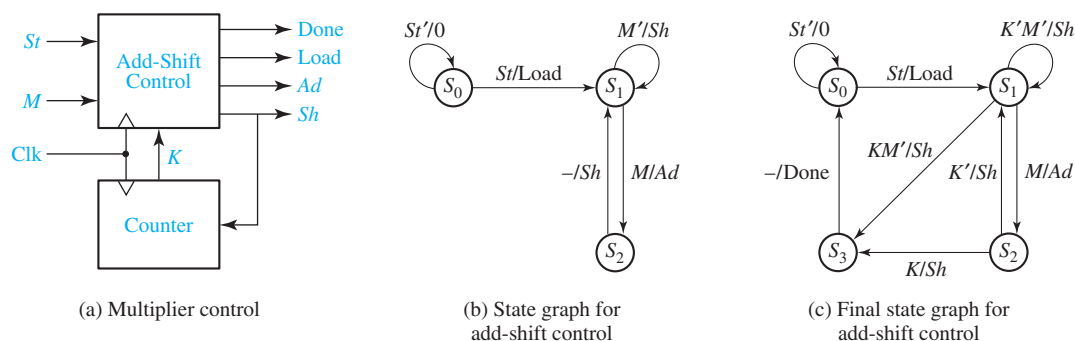 St
M
Clk
Add-Shift
Control
Done
Load
Ad
Sh
K
Counter
(a) Multiplier control
St'/0
S0
St/Load
M'/Sh
S1
–/Sh
M/Ad
S2
(b) State graph for
add-shift control
St'/0
S0
St/Load
K'M'/Sh
S1
KM'/Sh
–/Done
K'/Sh
M/Ad
S3
K/Sh
S2
(c) Final state graph for
add-shift control